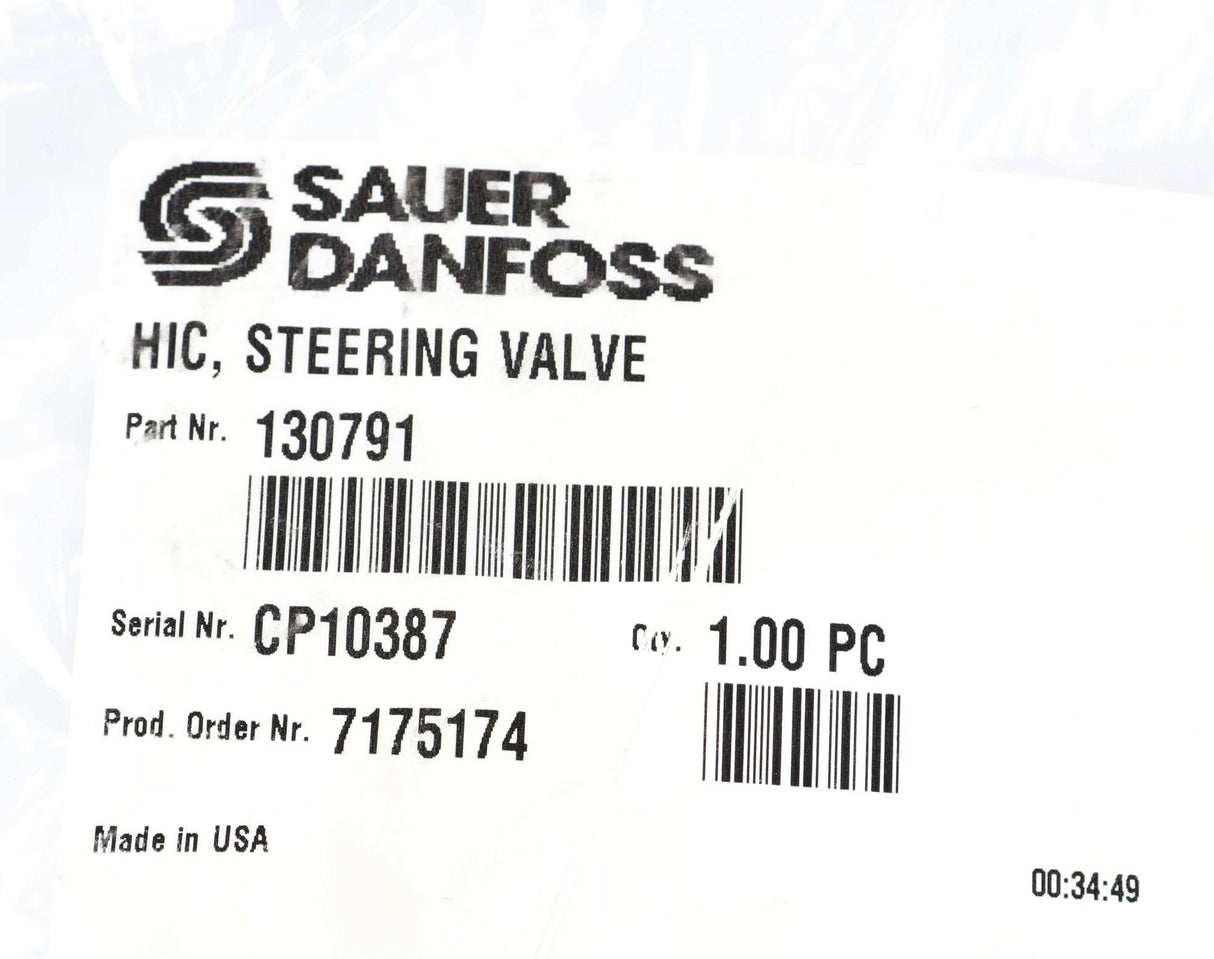 SAUER
DANFOSS
HIC, STEERING VALVE
Part Nr. 130791
Serial Nr. CP10387 Qty. 1.00 PC
Prod. Order Nr. 7175174
Made in USA
00:34:49